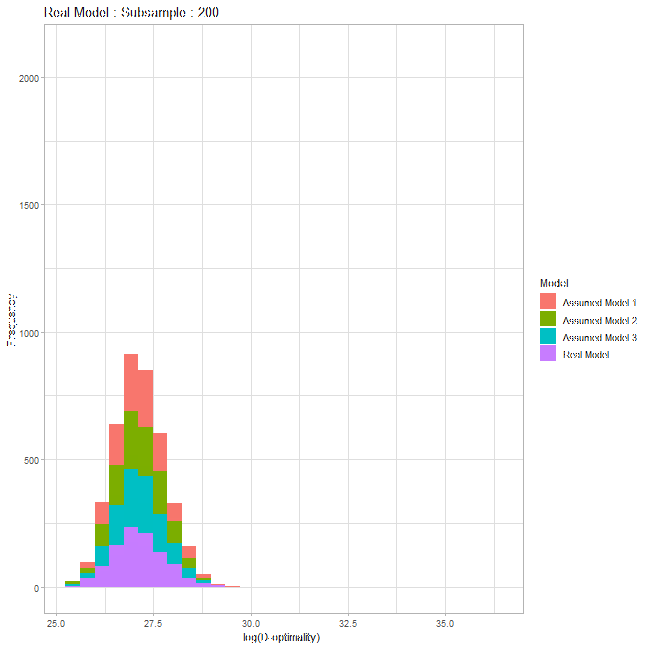 Real Model : Subsample : 200
2000
1500
1000
500
0
Frequency
25.0 27.5 30.0 32.5 35.0
log(D-optimality)
Model
Assumed Model 1
Assumed Model 2
Assumed Model 3
Real Model